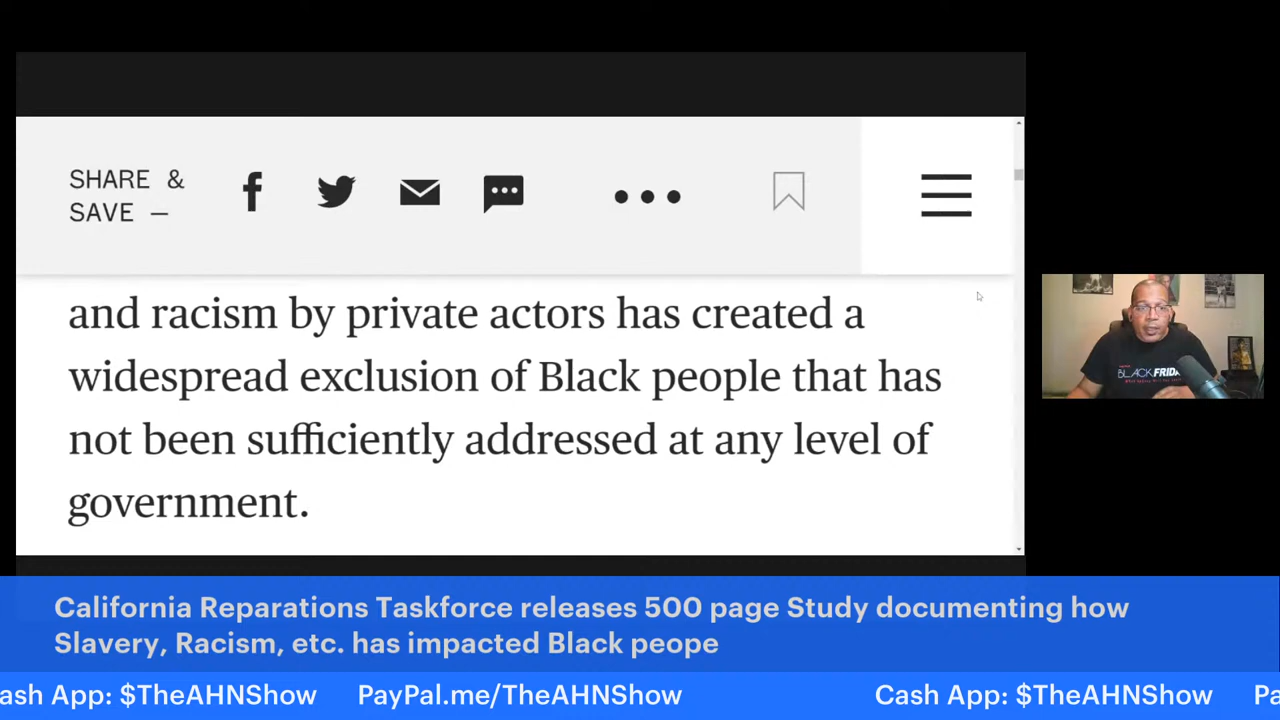 SHARE &
SAVE —
and racism by private actors has created a
widespread exclusion of Black people that has
not been sufficiently addressed at any level of
government.
BLACK FRIDA
California Reparations Taskforce releases 500 page Study documenting how
Slavery, Racism, etc. has impacted Black peope
ash App: $TheAHNShow PayPal.me/TheAHNShow Cash App: $TheAHNShow Pa